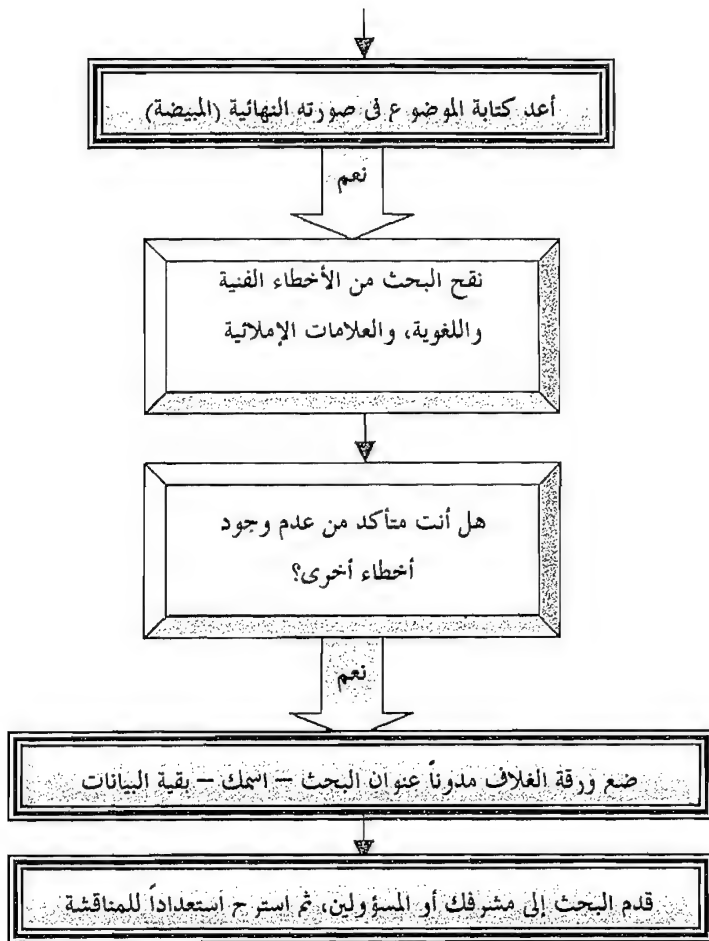 أعد كتابة الموضوع فى صورته النهائية (المبيضة)
نعم
نقح البحث من الأخطاء الفنية
واللغوية، والعلامات الإملائية
هل أنت متأكد من عدم وجود
أخطاء أخرى؟
نعم
ضع ورقة الغلاف مدوناً عنوان البحث – اسمك – بقية البيانات
قدم البحث إلى مشرفك أو المسؤولين، ثم استرح استعداداً للمناقشة